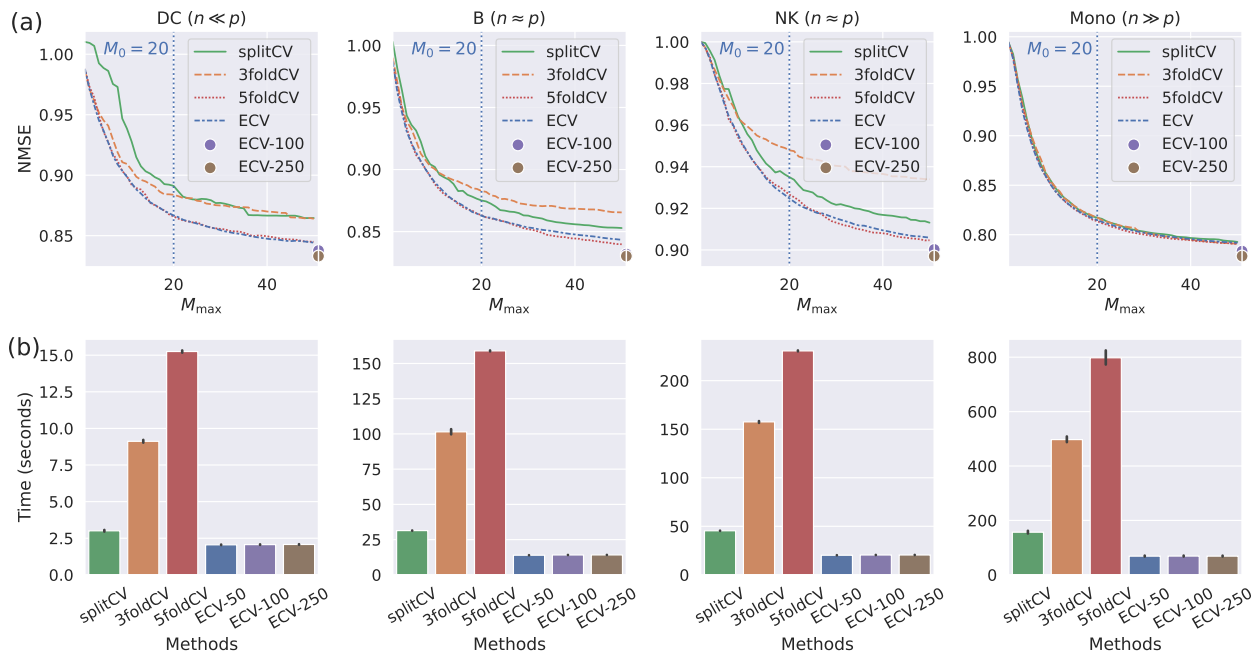 (a)
DC (n ≪ p)
B (n ≈ p)
NK (n ≈ p)
Mono (n ≫ p)
NMSE
1.00
0.95
0.90
0.85
M₀ = 20
splitCV
3foldCV
5foldCV
ECV
ECV-100
ECV-250
20
40
M_max
1.00
0.95
0.90
0.85
M₀ = 20
splitCV
3foldCV
5foldCV
ECV
ECV-100
ECV-250
20
40
M_max
1.00
0.98
0.96
0.94
0.92
0.90
M₀ = 20
splitCV
3foldCV
5foldCV
ECV
ECV-100
ECV-250
20
40
M_max
1.00
0.95
0.90
0.85
0.80
M₀ = 20
splitCV
3foldCV
5foldCV
ECV
ECV-100
ECV-250
20
40
M_max
(b)
Time (seconds)
15.0
12.5
10.0
7.5
5.0
2.5
0.0
splitCV
3foldCV
5foldCV
ECV-50
ECV-100
ECV-250
Methods
150
125
100
75
50
25
0
splitCV
3foldCV
5foldCV
ECV-50
ECV-100
ECV-250
Methods
200
150
100
50
0
splitCV
3foldCV
5foldCV
ECV-50
ECV-100
ECV-250
Methods
800
600
400
200
0
splitCV
3foldCV
5foldCV
ECV-50
ECV-100
ECV-250
Methods